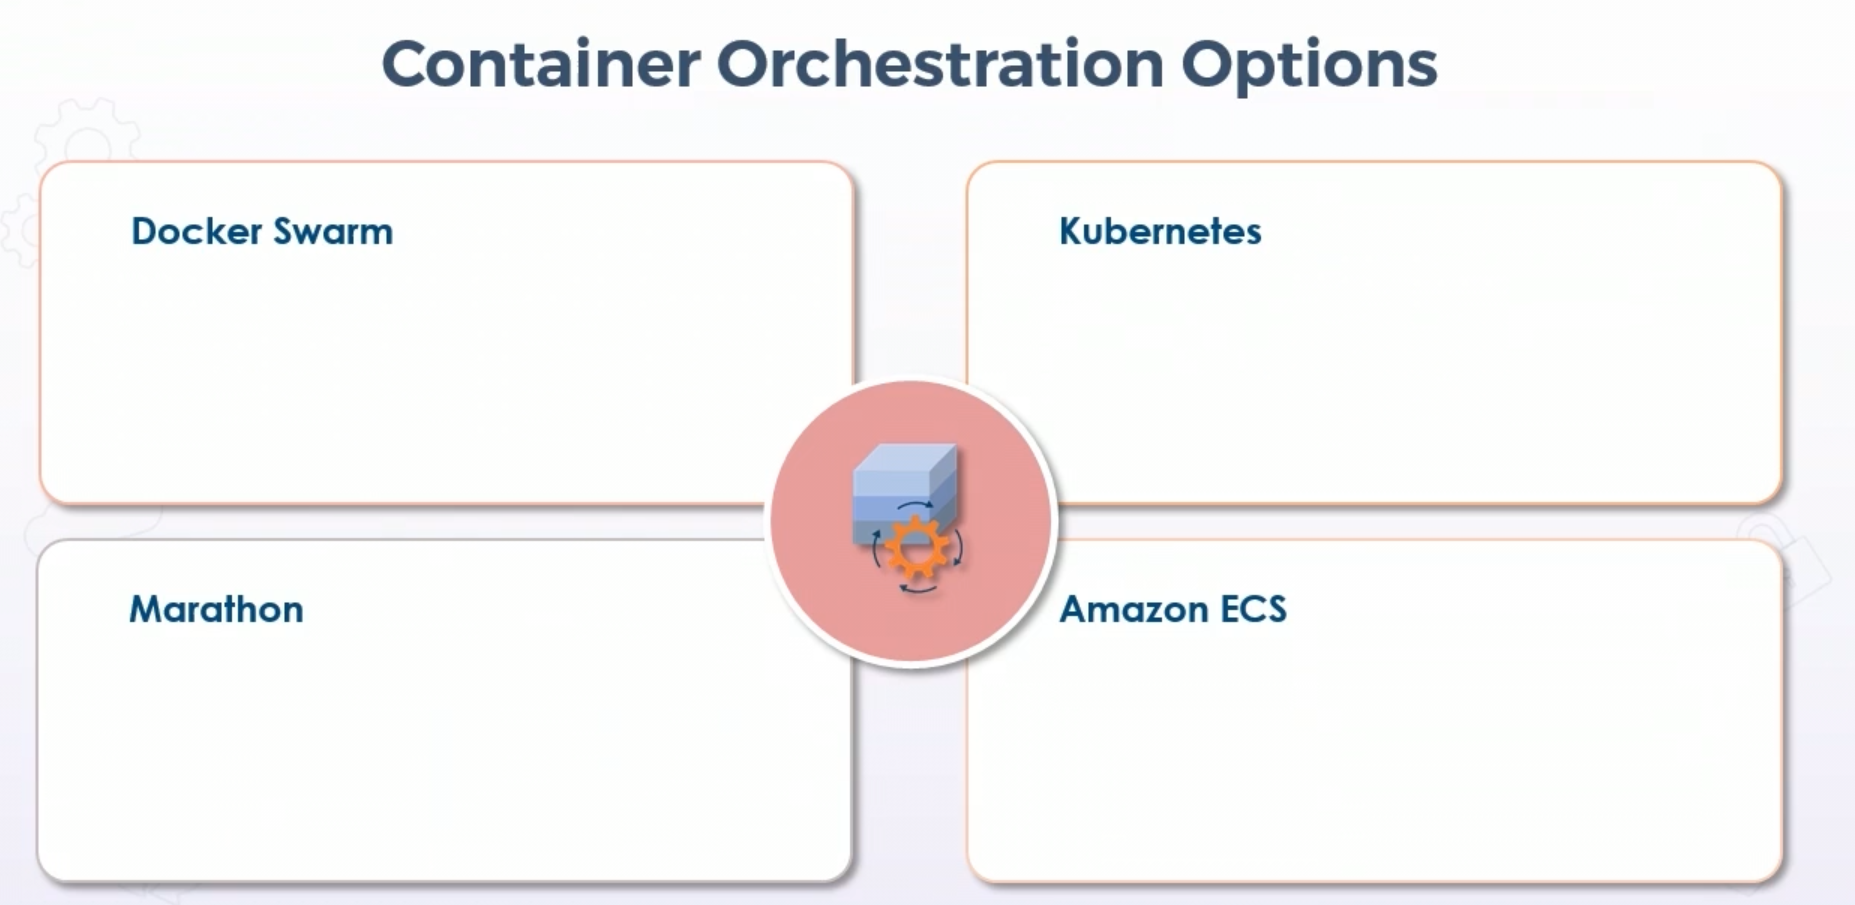 Container Orchestration Options
Docker Swarm
Kubernetes
Marathon
Amazon ECS